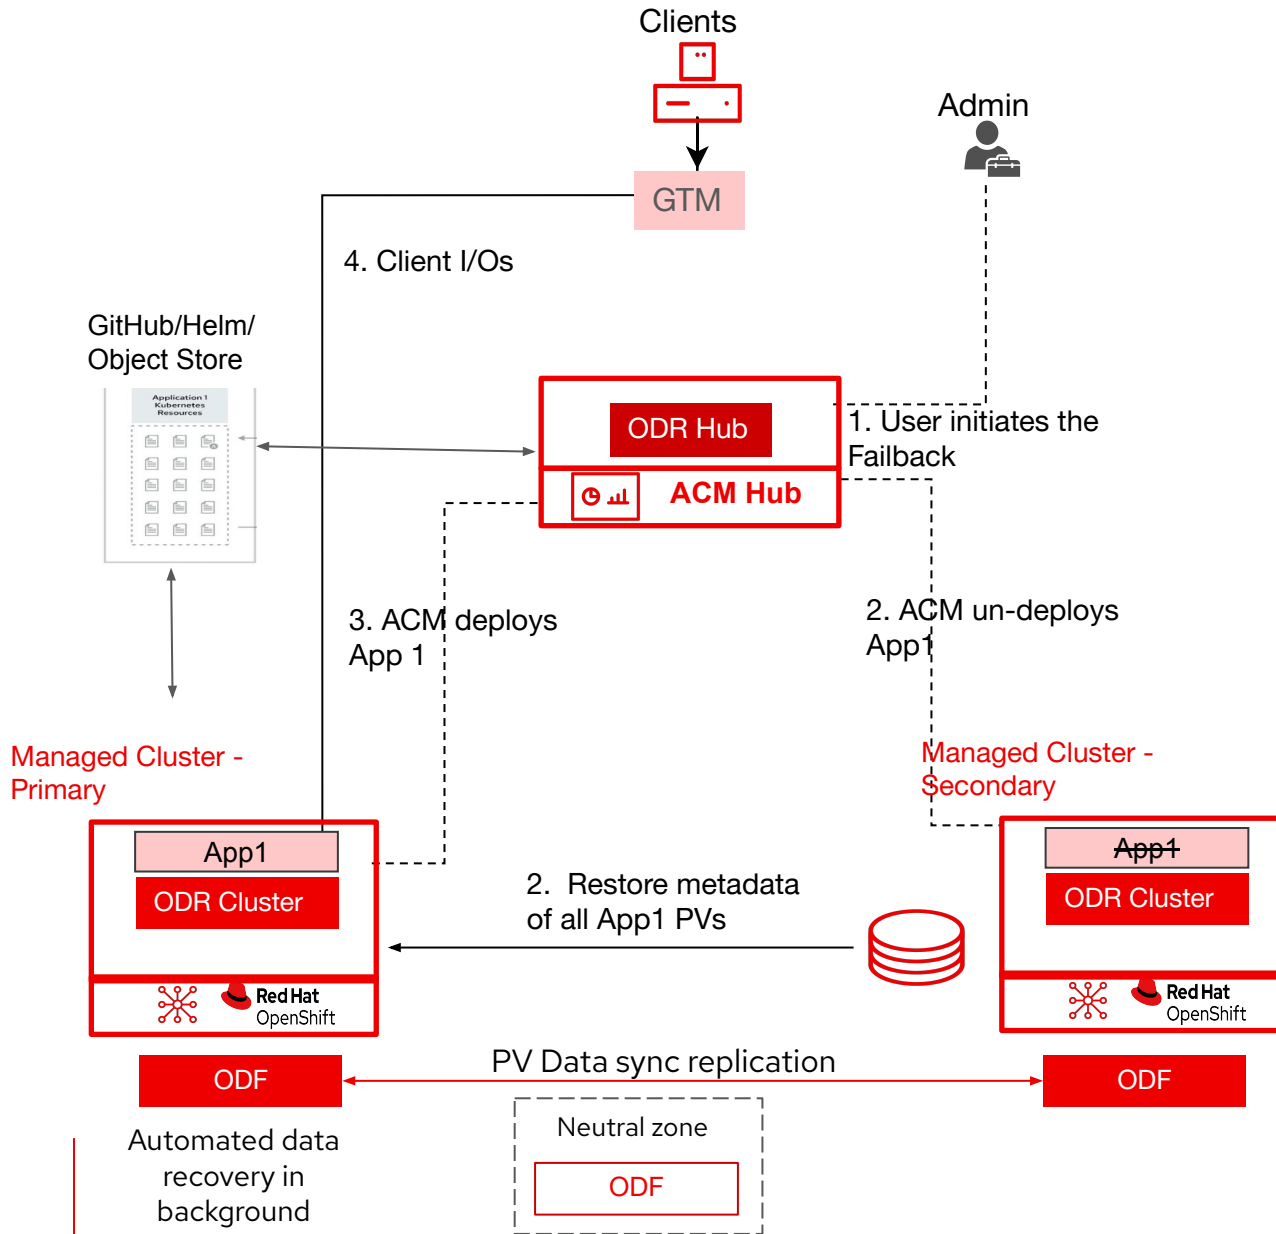 Clients
Admin
GTM
4. Client I/Os
GitHub/Helm/
Object Store
Application 1
Kubernetes
Resources
ODR Hub
1. User initiates the
Failback
ACM Hub
3. ACM deploys
App 1
2. ACM un-deploys
App1
Managed Cluster -
Primary
Managed Cluster -
Secondary
App1
ODR Cluster
App1
ODR Cluster
2. Restore metadata
of all App1 PVs
Red Hat
OpenShift
Red Hat
OpenShift
ODF
PV Data sync replication
ODF
Automated data
recovery in
background
Neutral zone
ODF